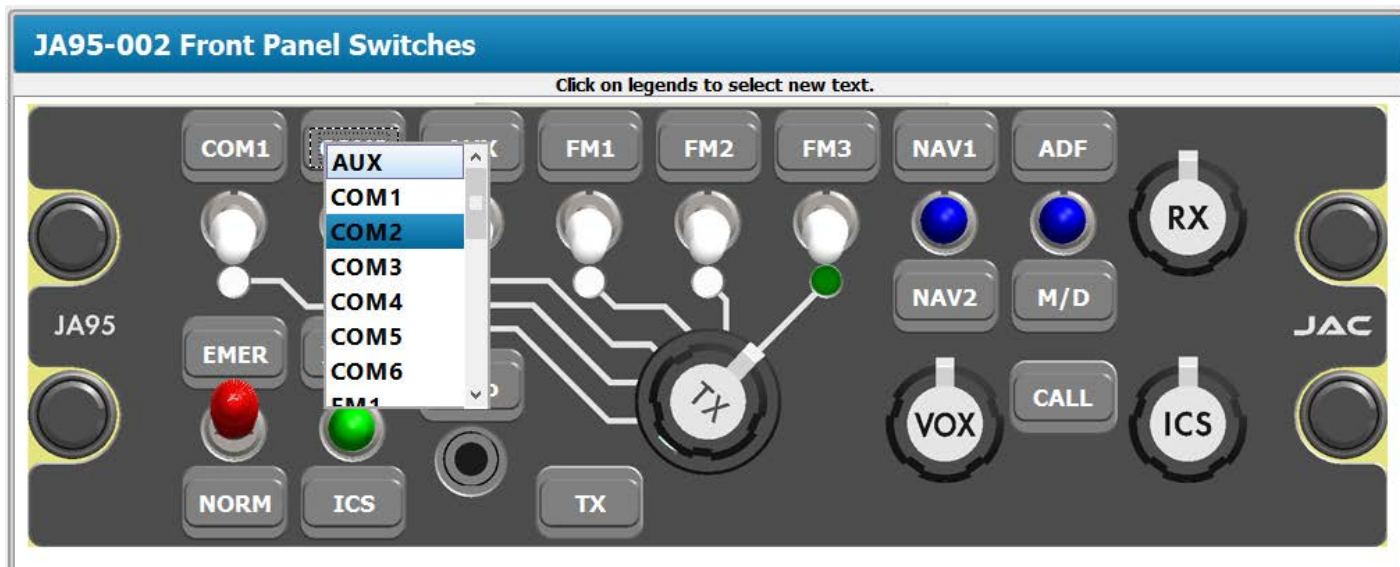 JA95-002 Front Panel Switches
Click on legends to select new text.
COM1
FM1
FM2
FM3
NAV1
ADF
AUX
COM1
COM2
COM3
COM4
COM5
COM6
FM1
RX
NAV2
M/D
JA95
JAC
EMER
TX
CALL
VOX
ICS
NORM
ICS
TX